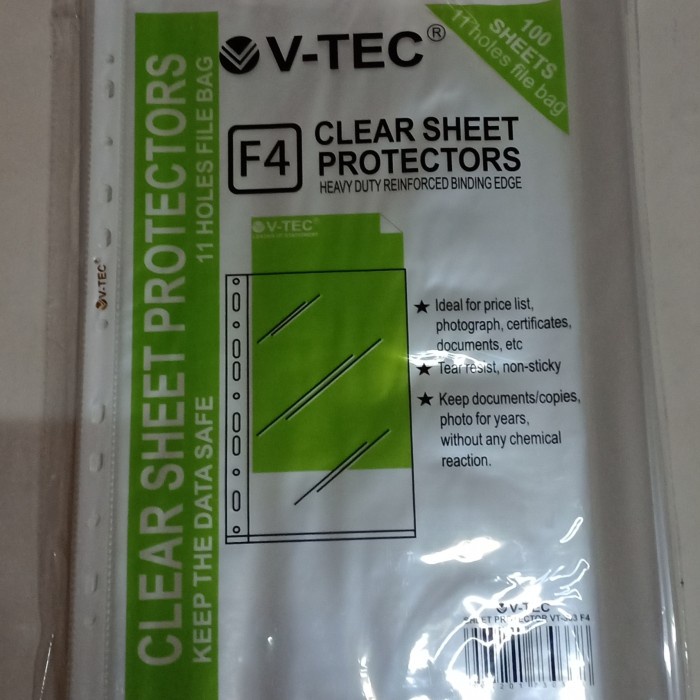 CLEAR SHEET PROTECTORS
KEEP THE DATA SAFE 11 HOLES FILE BAG
V-TEC®
100
SHEETS
11 holes file bag
F4
CLEAR SHEET
PROTECTORS
HEAVY DUTY REINFORCED BINDING EDGE
V-TEC®
V-TEC
★ Ideal for price list,
photograph, certificates,
documents, etc
★ Tear resist, non-sticky
★ Keep documents/copies,
photo for years,
without any chemical
reaction.
V-TEC
SHEET PROTECTOR F4